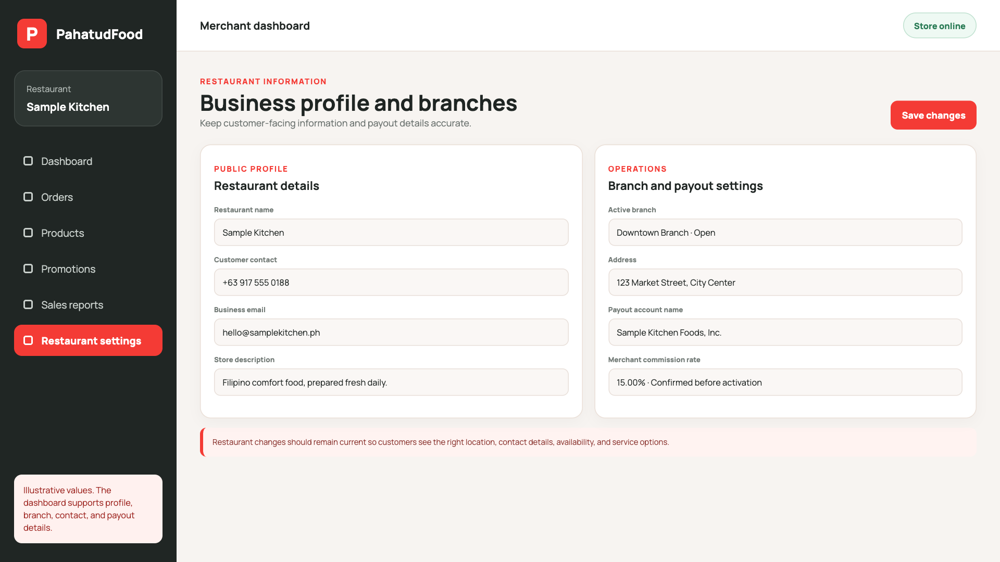 P
PahatudFood
Restaurant
Sample Kitchen
Dashboard
Orders
Products
Promotions
Sales reports
Restaurant settings
Illustrative values. The
dashboard supports profile,
branch, contact, and payout
details.
Merchant dashboard
Store online
RESTAURANT INFORMATION
Business profile and branches
Keep customer-facing information and payout details accurate.
Save changes
PUBLIC PROFILE
Restaurant details
Restaurant name
Sample Kitchen
Customer contact
+63 917 555 0188
Business email
hello@samplekitchen.ph
Store description
Filipino comfort food, prepared fresh daily.
OPERATIONS
Branch and payout settings
Active branch
Downtown Branch · Open
Address
123 Market Street, City Center
Payout account name
Sample Kitchen Foods, Inc.
Merchant commission rate
15.00% · Confirmed before activation
Restaurant changes should remain current so customers see the right location, contact details, availability, and service options.